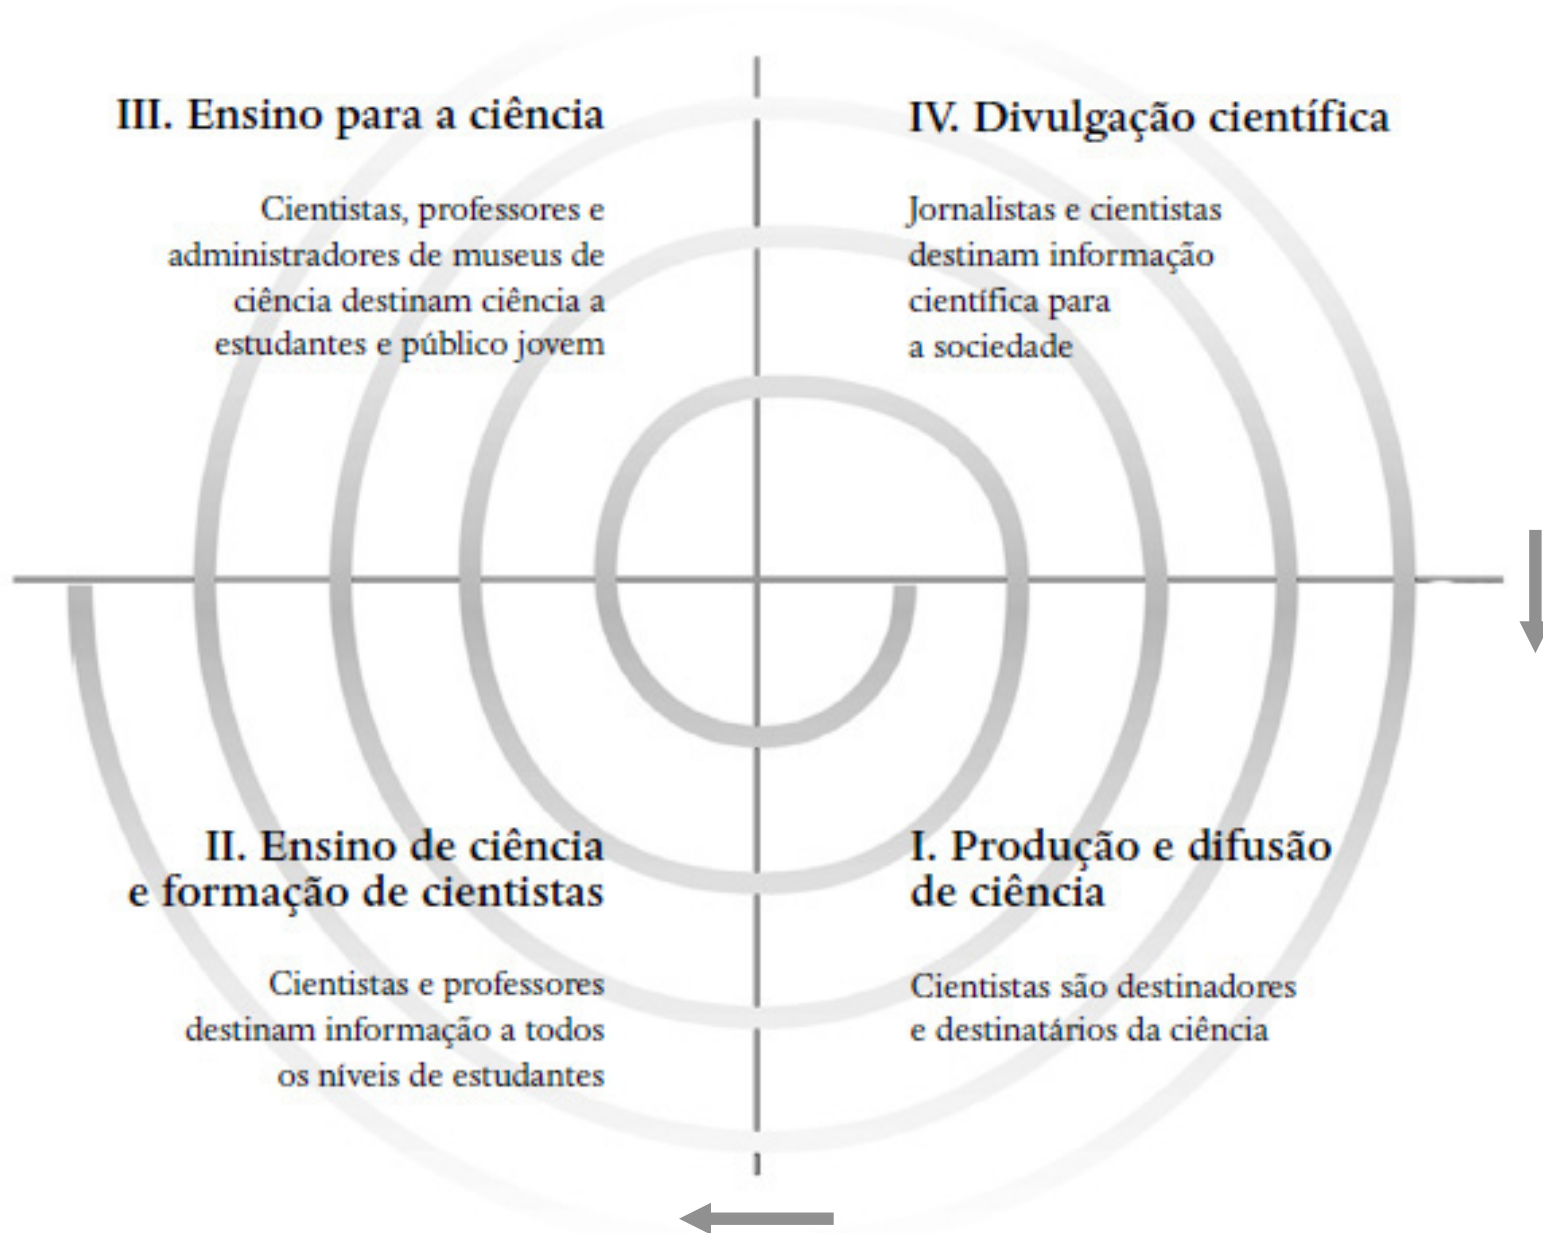 III. Ensino para a ciência
Cientistas, professores e
administradores de museus de
ciência destinam ciência a
estudantes e público jovem
IV. Divulgação científica
Jornalistas e cientistas
destinam informação
científica para
a sociedade
II. Ensino de ciência
e formação de cientistas
Cientistas e professores
destinam informação a todos
os níveis de estudantes
I. Produção e difusão
de ciência
Cientistas são destinadores
e destinatários da ciência